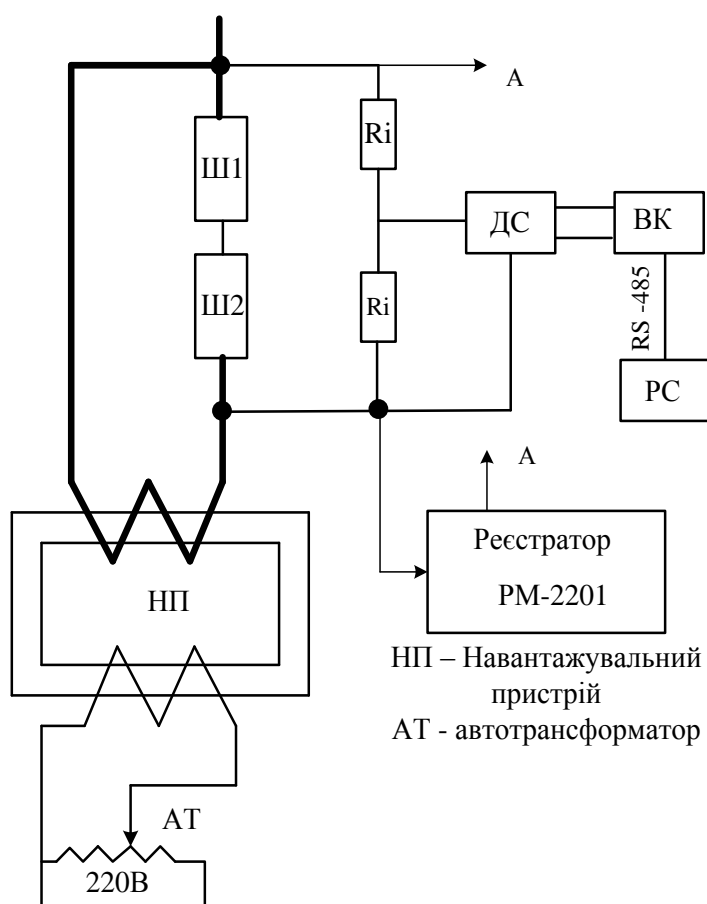 А
Ri
Ш1
ДС
ВК
Ri
Ш2
RS -485
РС
А
Реєстратор
РМ-2201
НП
НП – Навантажувальний
пристрій
АТ - автотрансформатор
АТ
220В